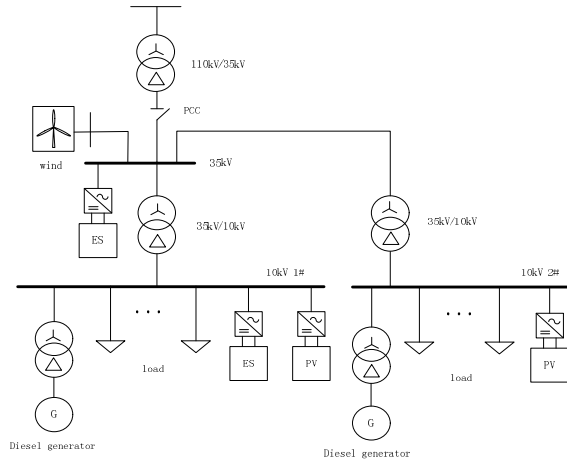 110kV/35kV
PCC
wind
35kV
ES
35kV/10kV
35kV/10kV
10kV 1#
10kV 2#
. . .
. . .
load
ES
PV
load
PV
G
G
Diesel generator
Diesel generator